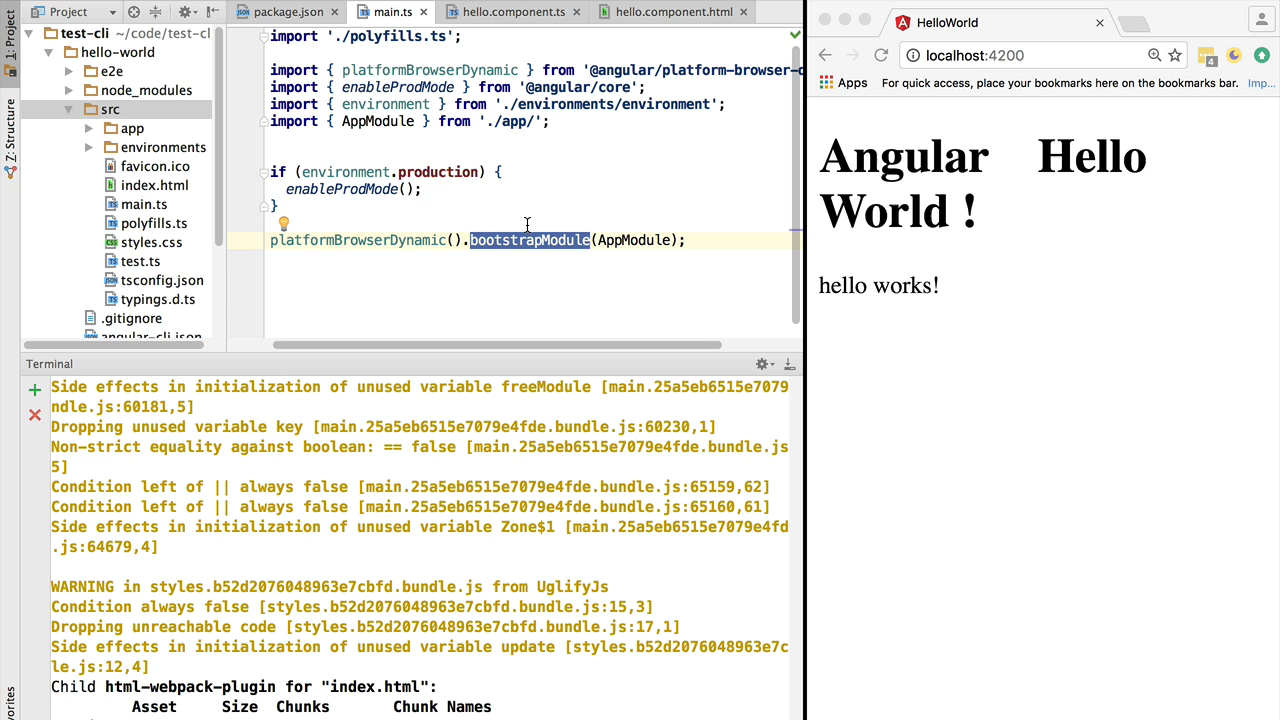 Project
package.json
main.ts
hello.component.ts
hello.component.html
1: Project
Z: Structure
test-cli ~/code/test-cl
hello-world
e2e
node_modules
src
app
environments
favicon.ico
index.html
main.ts
polyfills.ts
styles.css
test.ts
tsconfig.json
typings.d.ts
.gitignore
angular-cli.json
import './polyfills.ts';
import { platformBrowserDynamic } from '@angular/platform-browser-d
import { enableProdMode } from '@angular/core';
import { environment } from './environments/environment';
import { AppModule } from './app/';
if (environment.production) {
enableProdMode();
}
platformBrowserDynamic().bootstrapModule(AppModule);
Terminal
Side effects in initialization of unused variable freeModule [main.25a5eb6515e7079
ndle.js:60181,5]
Dropping unused variable key [main.25a5eb6515e7079e4fde.bundle.js:60230,1]
Non-strict equality against boolean: == false [main.25a5eb6515e7079e4fde.bundle.js
5]
Condition left of || always false [main.25a5eb6515e7079e4fde.bundle.js:65159,62]
Condition left of || always false [main.25a5eb6515e7079e4fde.bundle.js:65160,61]
Side effects in initialization of unused variable Zone$1 [main.25a5eb6515e7079e4fd
.js:64679,4]
WARNING in styles.b52d2076048963e7cbfd.bundle.js from UglifyJs
Condition always false [styles.b52d2076048963e7cbfd.bundle.js:15,3]
Dropping unreachable code [styles.b52d2076048963e7cbfd.bundle.js:17,1]
Side effects in initialization of unused variable update [styles.b52d2076048963e7c
le.js:12,4]
Child html-webpack-plugin for "index.html":
Asset Size Chunks Chunk Names
vorites
HelloWorld
localhost:4200
4
Apps
For quick access, place your bookmarks here on the bookmarks bar.
Imp...
Angular Hello
World !
hello works!